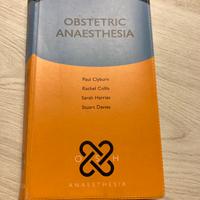 OBSTETRIC
ANAESTHESIA
Paul Clyburn
Rachel Collis
Sarah Harries
Stuart Davies
O H
ANAESTHESIA